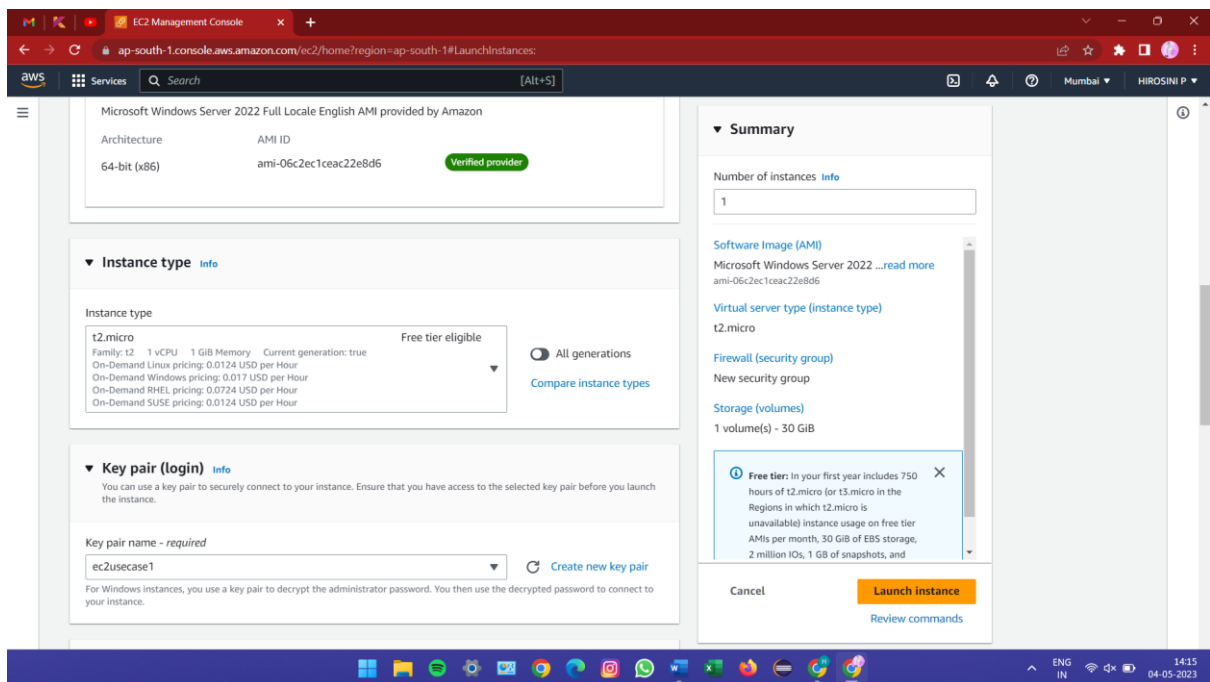 EC2 Management Console
ap-south-1.console.aws.amazon.com/ec2/home?region=ap-south-1#LaunchInstances:
aws
Services
Search
[Alt+S]
Mumbai
HIROSINI P
Microsoft Windows Server 2022 Full Locale English AMI provided by Amazon
Architecture
AMI ID
64-bit (x86)
ami-06c2ec1ceac22e8d6
Verified provider
Instance type Info
Instance type
t2.micro
Free tier eligible
Family: t2 1 vCPU 1 GiB Memory Current generation: true
On-Demand Linux pricing: 0.0124 USD per Hour
On-Demand Windows pricing: 0.017 USD per Hour
On-Demand RHEL pricing: 0.0724 USD per Hour
On-Demand SUSE pricing: 0.0124 USD per Hour
All generations
Compare instance types
Key pair (login) Info
You can use a key pair to securely connect to your instance. Ensure that you have access to the selected key pair before you launch
the instance.
Key pair name - required
ec2usecase1
Create new key pair
For Windows instances, you use a key pair to decrypt the administrator password. You then use the decrypted password to connect to
your instance.
Summary
Number of instances Info
1
Software Image (AMI)
Microsoft Windows Server 2022 ...read more
ami-06c2ec1ceac22e8d6
Virtual server type (instance type)
t2.micro
Firewall (security group)
New security group
Storage (volumes)
1 volume(s) - 30 GiB
Free tier: In your first year includes 750
hours of t2.micro (or t3.micro in the
Regions in which t2.micro is
unavailable) instance usage on free tier
AMIs per month, 30 GiB of EBS storage,
2 million IOs, 1 GB of snapshots, and
Cancel
Launch instance
Review commands
ENG
IN
14:15
04-05-2023